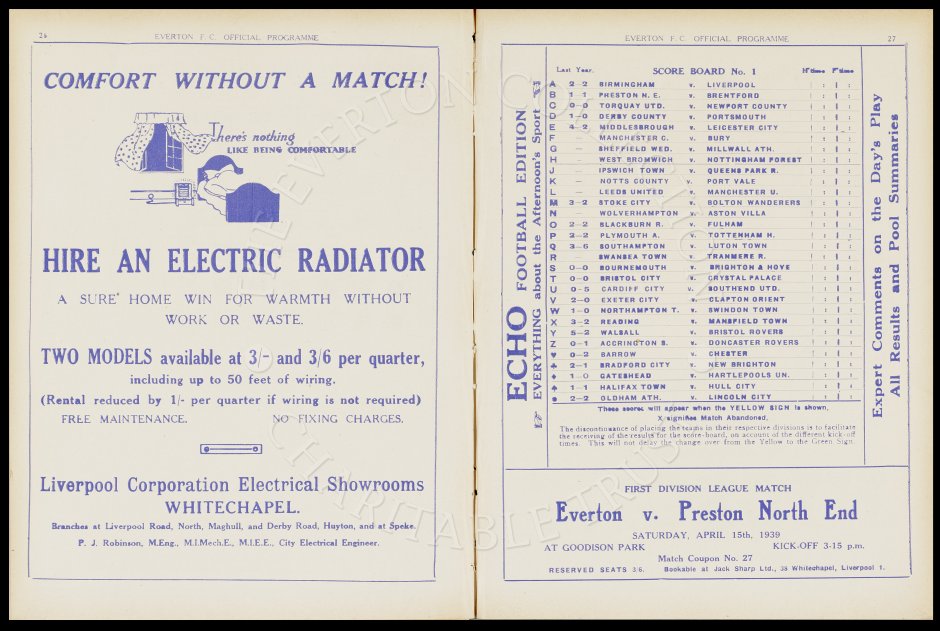 24
EVERTON F.C. OFFICIAL PROGRAMME
COMFORT WITHOUT A MATCH!
There's nothing
LIKE BEING COMFORTABLE
HIRE AN ELECTRIC RADIATOR
A SURE HOME WIN FOR WARMTH WITHOUT
WORK OR WASTE.
TWO MODELS available at 3/- and 3/6 per quarter,
including up to 50 feet of wiring.
(Rental reduced by 1/- per quarter if wiring is not required)
FREE MAINTENANCE. NO FIXING CHARGES.
Liverpool Corporation Electrical Showrooms
WHITECHAPEL.
Branches at Liverpool Road, North, Maghull, and Derby Road, Huyton, and at Speke.
P. J. Robinson, M.Eng., M.I.Mech.E., M.I.E.E., City Electrical Engineer.
EVERTON F.C. OFFICIAL PROGRAMME
27
ECHO FOOTBALL EDITION
EVERYTHING about the Afternoon's Sport
Last Year. SCORE BOARD No. 1 H'time F'time
A 2—2 BIRMINGHAM v. LIVERPOOL
B 1—1 PRESTON N. E. v. BRENTFORD
C 0—0 TORQUAY UTD. v. NEWPORT COUNTY
D 1—0 DERBY COUNTY v. PORTSMOUTH
E 4—2 MIDDLESBROUGH v. LEICESTER CITY
F — MANCHESTER C. v. BURY
G — SHEFFIELD WED. v. MILLWALL ATH.
H — WEST BROMWICH v. NOTTINGHAM FOREST
J — IPSWICH TOWN v. QUEENS PARK R.
K — NOTTS COUNTY v. PORT VALE
L — LEEDS UNITED v. MANCHESTER U.
M 3—2 STOKE CITY v. BOLTON WANDERERS
N — WOLVERHAMPTON v. ASTON VILLA
O 2—2 BLACKBURN R. v. FULHAM
P 2—2 PLYMOUTH A. v. TOTTENHAM H.
Q 3—6 SOUTHAMPTON v. LUTON TOWN
R — SWANSEA TOWN v. TRANMERE R.
S 0—0 BOURNEMOUTH v. BRIGHTON & HOVE
T 0—0 BRISTOL CITY v. CRYSTAL PALACE
U 0—5 CARDIFF CITY v. SOUTHEND UTD.
V 2—0 EXETER CITY v. CLAPTON ORIENT
W 1—0 NORTHAMPTON T. v. SWINDON TOWN
X 3—2 READING v. MANSFIELD TOWN
Y 5—2 WALSALL v. BRISTOL ROVERS
Z 0—1 ACCRINGTON S. v. DONCASTER ROVERS
♥ 0—2 BARROW v. CHESTER
♣ 2—1 BRADFORD CITY v. NEW BRIGHTON
♦ 1—0 GATESHEAD v. HARTLEPOOLS UN.
♠ 1—1 HALIFAX TOWN v. HULL CITY
● 2—2 OLDHAM ATH. v. LINCOLN CITY
These scores will appear when the YELLOW SIGN is shown.
X signifies Match Abandoned.
The discontinuance of placing the teams in their respective divisions is to facilitate
the receiving of the results for the score-board, on account of the different kick-off
times. This will not delay the change over from the Yellow to the Green Sign.
Expert Comments on the Day's Play
All Results and Pool Summaries
FIRST DIVISION LEAGUE MATCH
Everton v. Preston North End
SATURDAY, APRIL 15th, 1939
AT GOODISON PARK KICK-OFF 3-15 p.m.
Match Coupon No. 27
RESERVED SEATS 3/6. Bookable at Jack Sharp Ltd., 38 Whitechapel, Liverpool 1.